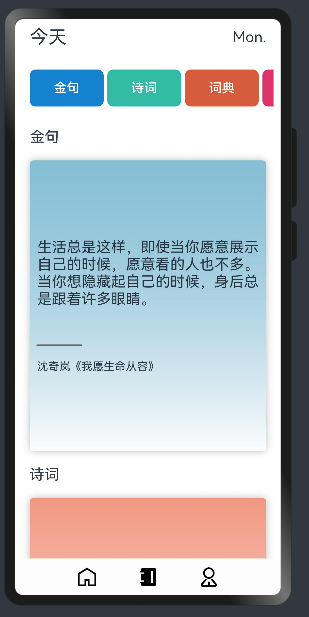 今天
Mon.
金句
诗词
词典
金句
生活总是这样，即使当你愿意展示
自己的时候，愿意看的人也不多。
当你想隐藏起自己的时候，身后总
是跟着许多眼睛。
沈奇岚《我愿生命从容》
诗词